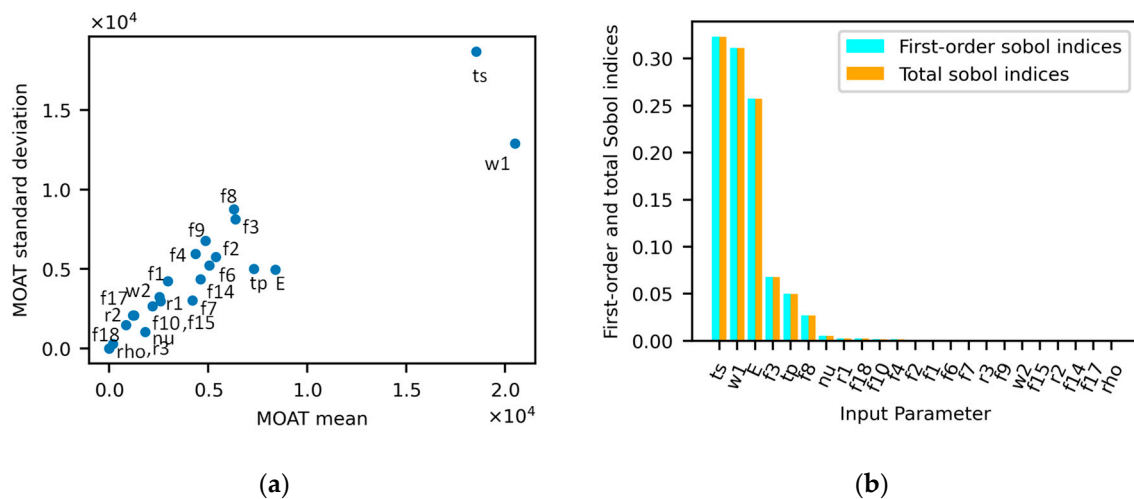 ×10⁴
MOAT standard deviation
1.5
1.0
0.5
0.0
ts
w1
f8
f3
f9
f4
f2
f1
f6
tp
E
w2
f14
f17
r1
f7
r2
f10,f15
f18
nu
rho,r3
0.0
0.5
1.0
1.5
2.0
MOAT mean
×10⁴
(a)
First-order and total Sobol indices
0.30
0.25
0.20
0.15
0.10
0.05
0.00
First-order sobol indices
Total sobol indices
ts
w1
E
f3
tp
f8
nu
r1
f18
f10
f4
f2
f1
f6
f7
r3
f9
w2
f15
r2
f14
f17
rho
Input Parameter
(b)